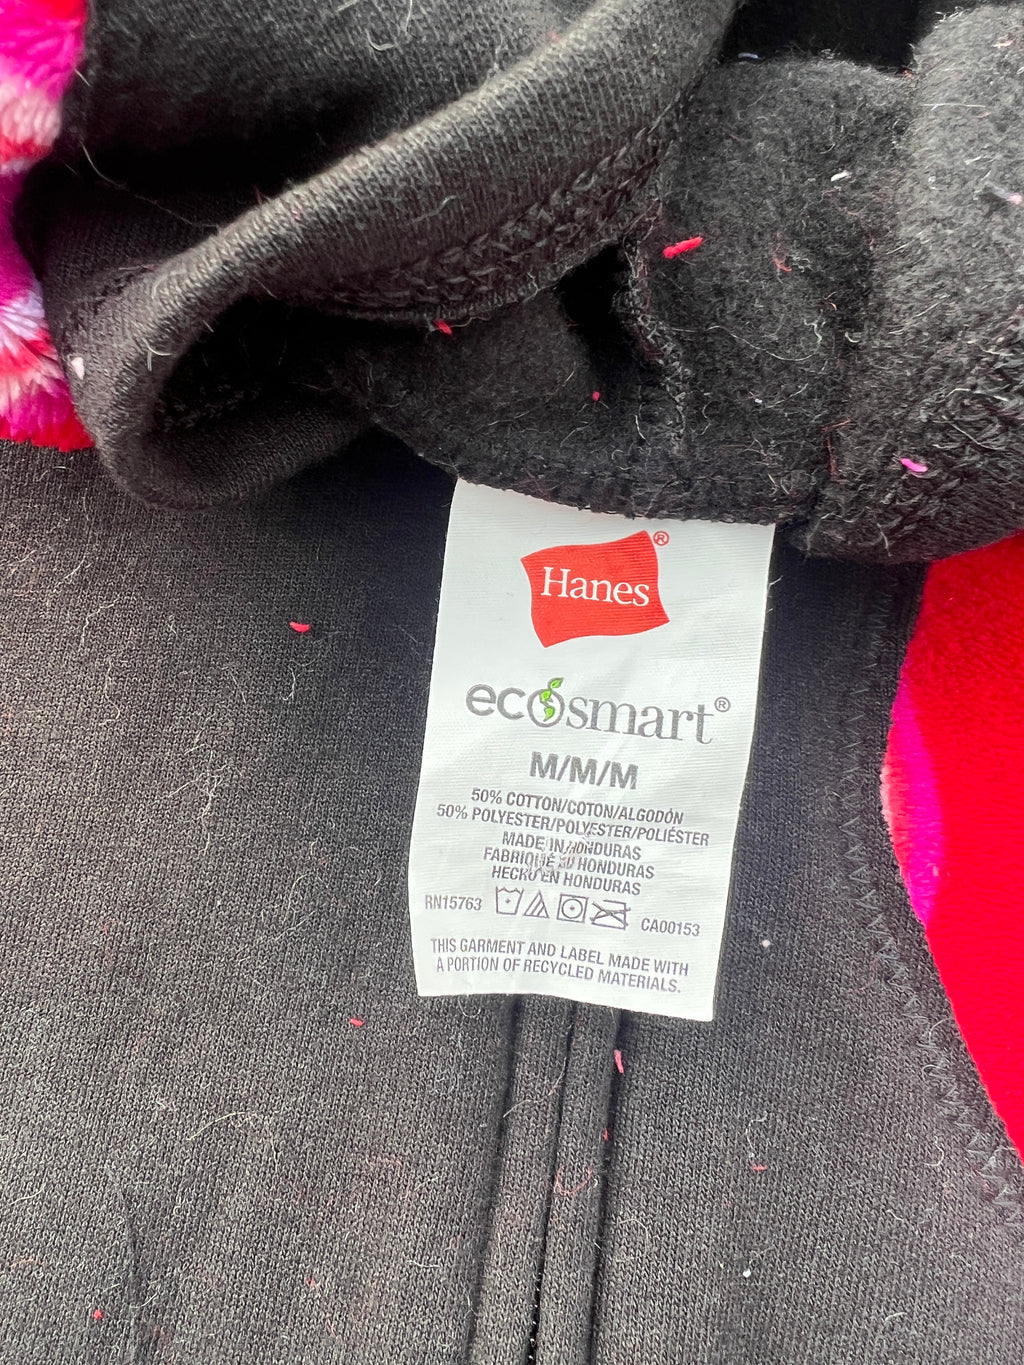 Hanes®
ecosmart®
M/M/M
50% COTTON/COTON/ALGODÓN
50% POLYESTER/POLYESTER/POLIÉSTER
MADE IN HONDURAS
FABRIQUÉ AU HONDURAS
HECHO EN HONDURAS
RN15763 CA00153
THIS GARMENT AND LABEL MADE WITH
A PORTION OF RECYCLED MATERIALS.